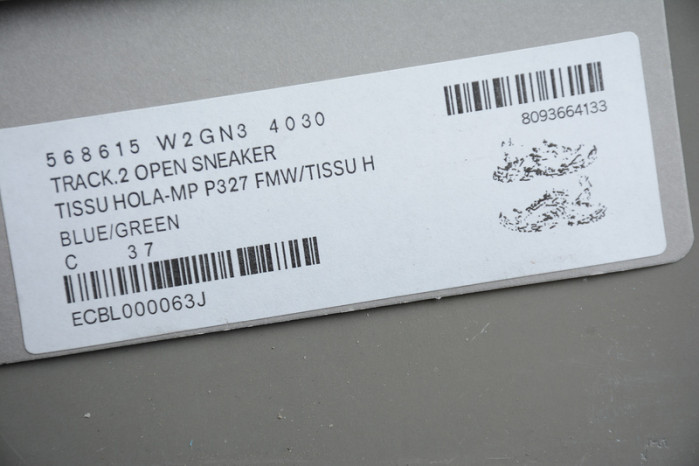 568615 W2GN3 4030
TRACK.2 OPEN SNEAKER
TISSU HOLA-MP P327 FMW/TISSU H
BLUE/GREEN
C 37
ECBL000063J
8093664133